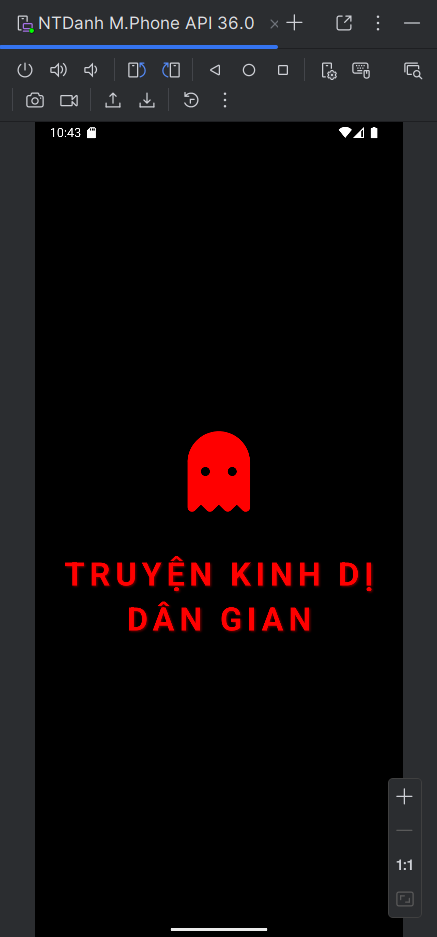 NTDanh M.Phone API 36.0
10:43
TRUYỆN KINH DỊ
DÂN GIAN
1:1